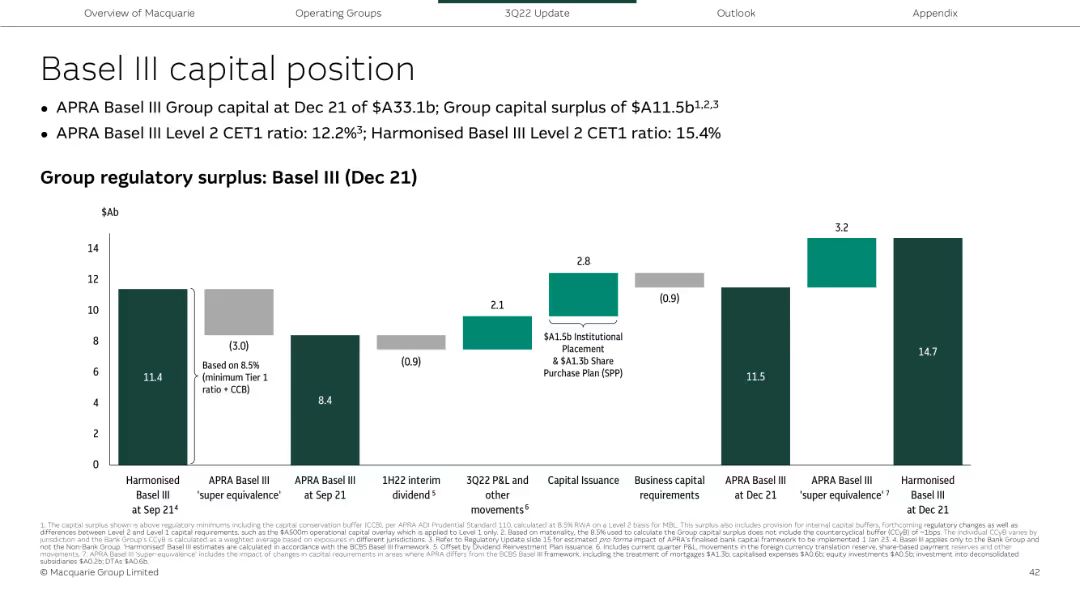 Overview of Macquarie
Operating Groups
3Q22 Update
Outlook
Appendix
Basel III capital position
• APRA Basel III Group capital at Dec 21 of $A33.1b; Group capital surplus of $A11.5b1,2,3
• APRA Basel III Level 2 CET1 ratio: 12.2%3; Harmonised Basel III Level 2 CET1 ratio: 15.4%
Group regulatory surplus: Basel III (Dec 21)
$Ab
14
12
10
8
6
4
2
0
11.4
(3.0)
Based on 8.5%
(minimum Tier 1
ratio + CCB)
8.4
(0.9)
2.1
2.8
$A1.5b Institutional
Placement
& $A1.3b Share
Purchase Plan (SPP)
(0.9)
11.5
3.2
14.7
Harmonised
Basel III
at Sep 214
APRA Basel III
'super equivalence'
APRA Basel III
at Sep 21
1H22 interim
dividend 5
3Q22 P&L and
other
movements6
Capital Issuance
Business capital
requirements
APRA Basel III
at Dec 21
APRA Basel III
'super equivalence' 7
Harmonised
Basel III
at Dec 21
1. The capital surplus shown is above regulatory minimums including the capital conservation buffer (CCB), per APRA ADI Prudential Standard 110, calculated at 8.5% RWA on a Level 2 basis for MBL. This surplus also includes provision for internal capital buffers, forthcoming regulatory changes as well as
differences between Level 2 and Level 1 capital requirements, such as the $A500m operational capital overlay which is applied to Level 1 only. 2. Based on materiality, the 8.5% used to calculate the Group capital surplus does not include the countercyclical buffer (CCyB) of ~1bps. The individual CCyB varies by
jurisdiction and the Bank Group's CCyB is calculated as a weighted average based on exposures in different jurisdictions. 3. Refer to Regulatory Update slide 15 for estimated pro forma impact of APRA's finalised bank capital framework to be implemented 1 Jan 23. 4. Basel III applies only to the Bank Group and
not the Non-Bank Group. 'Harmonised' Basel III estimates are calculated in accordance with the BCBS Basel III framework. 5. Offset by Dividend Reinvestment Plan issuance. 6. Includes current quarter P&L, movements in the foreign currency translation reserve, share-based payment reserves and other
movements. 7. APRA Basel III 'super equivalence' includes the impact of changes in capital requirements in areas where APRA differs from the BCBS Basel III framework, including the treatment of mortgages $A1.3b; capitalised expenses $A0.6b; equity investments $A0.5b; investment into deconsolidated
subsidiaries $A0.2b; DTAs $A0.6b.
© Macquarie Group Limited
42